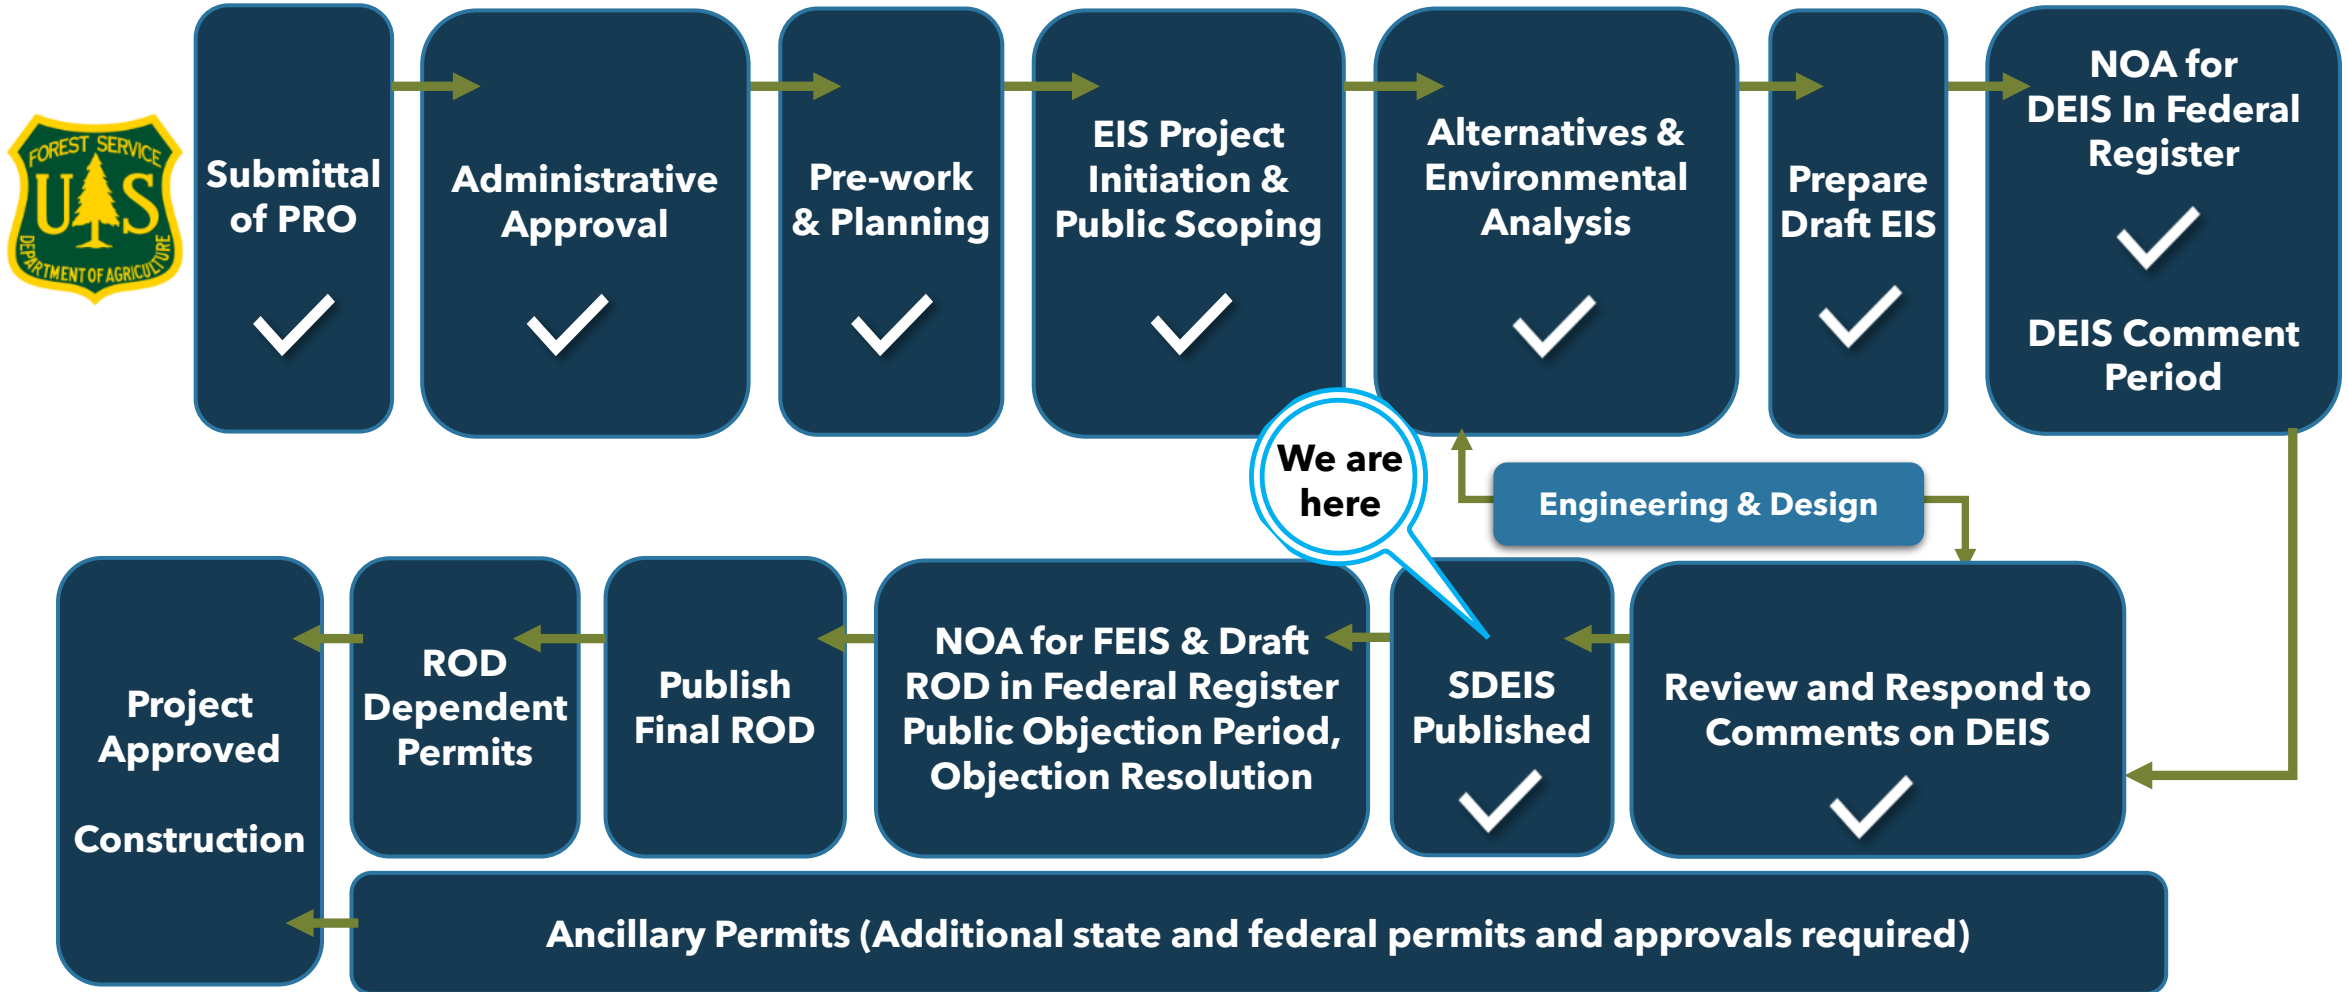 FOREST SERVICE
U S
DEPARTMENT OF AGRICULTURE
Submittal
of PRO
Administrative
Approval
Pre-work
& Planning
EIS Project
Initiation &
Public Scoping
Alternatives &
Environmental
Analysis
Prepare
Draft EIS
NOA for
DEIS In Federal
Register
DEIS Comment
Period
We are
here
Engineering & Design
Review and Respond to
Comments on DEIS
SDEIS
Published
NOA for FEIS & Draft
ROD in Federal Register
Public Objection Period,
Objection Resolution
Publish
Final ROD
ROD
Dependent
Permits
Project
Approved
Construction
Ancillary Permits (Additional state and federal permits and approvals required)